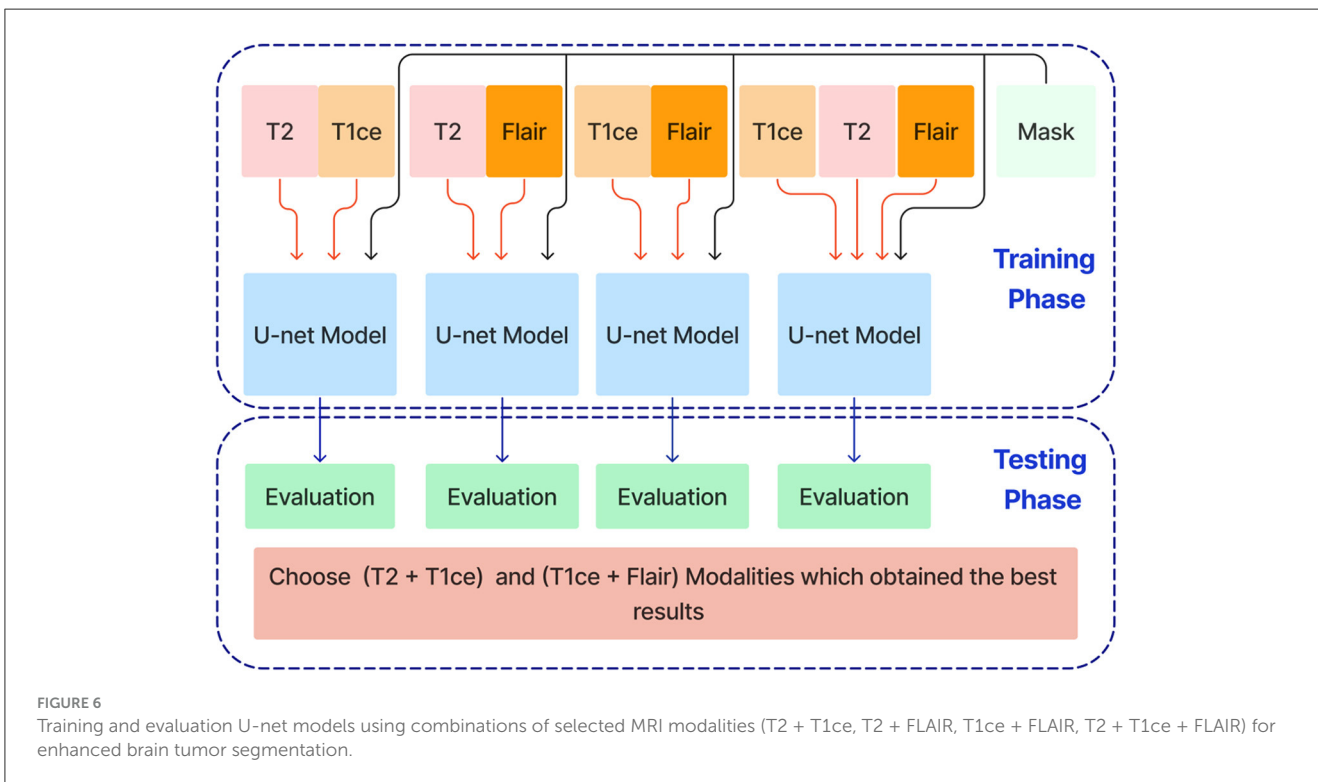 T2 T1ce T2 Flair T1ce Flair T1ce T2 Flair Mask
Training
Phase
U-net Model U-net Model U-net Model U-net Model
Testing
Phase
Evaluation Evaluation Evaluation Evaluation
Choose (T2 + T1ce) and (T1ce + Flair) Modalities which obtained the best
results
FIGURE 6
Training and evaluation U-net models using combinations of selected MRI modalities (T2 + T1ce, T2 + FLAIR, T1ce + FLAIR, T2 + T1ce + FLAIR) for
enhanced brain tumor segmentation.